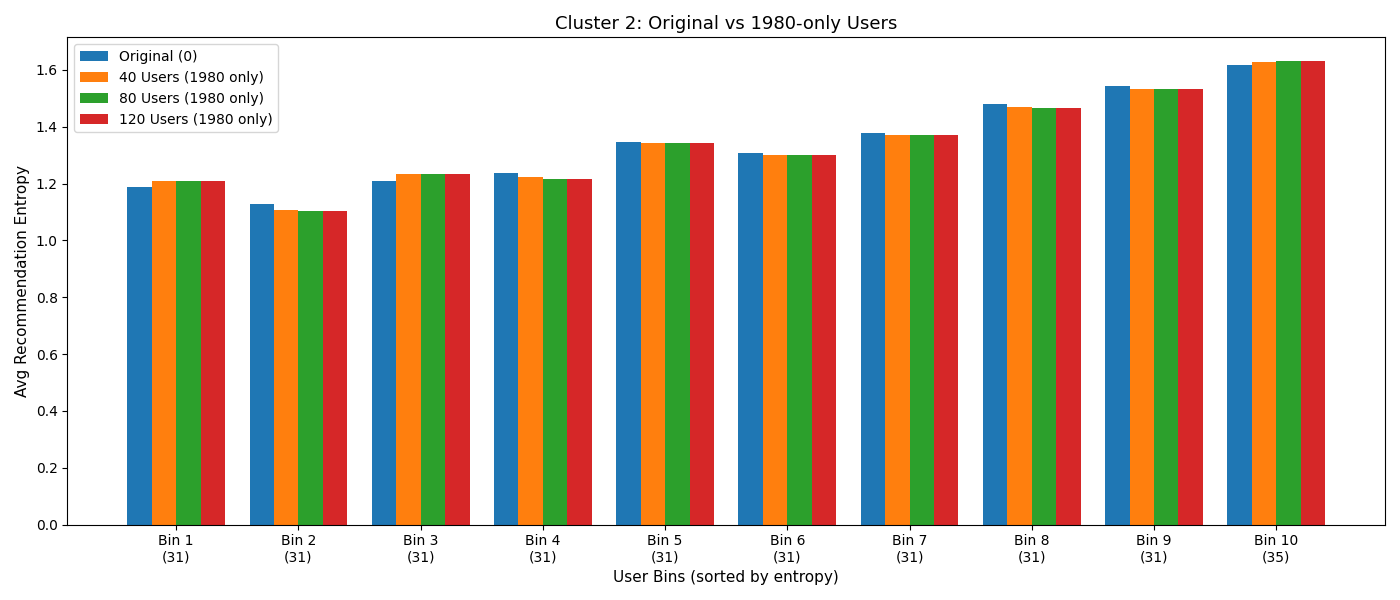 Cluster 2: Original vs 1980-only Users
Original (0)
40 Users (1980 only)
80 Users (1980 only)
120 Users (1980 only)
Avg Recommendation Entropy
1.6
1.4
1.2
1.0
0.8
0.6
0.4
0.2
0.0
Bin 1 Bin 2 Bin 3 Bin 4 Bin 5 Bin 6 Bin 7 Bin 8 Bin 9 Bin 10
(31) (31) (31) (31) (31) (31) (31) (31) (31) (35)
User Bins (sorted by entropy)